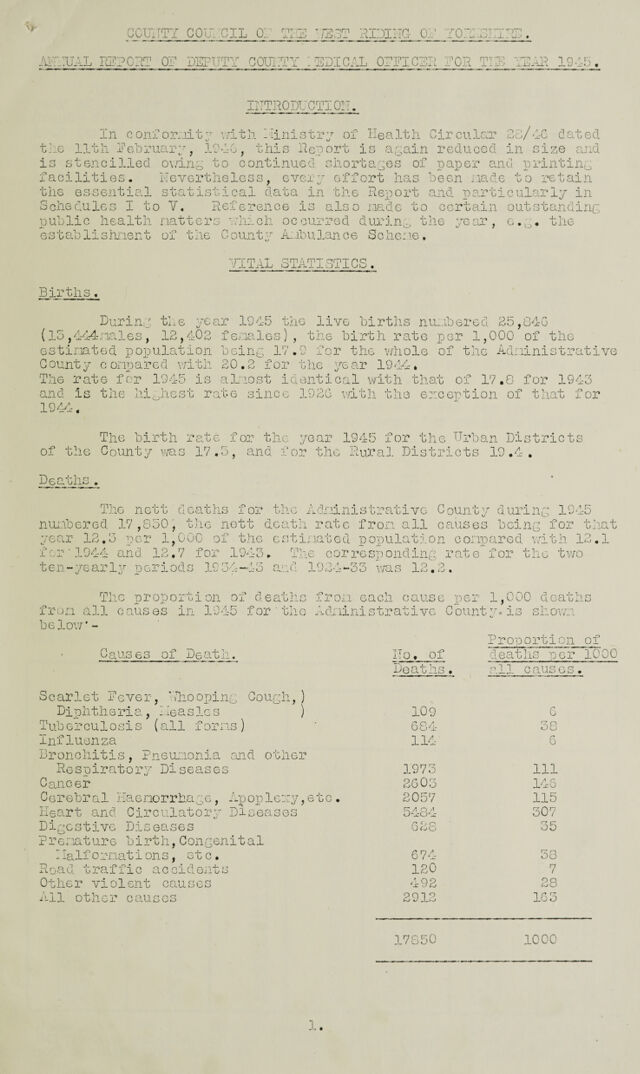 COUNTY COUNCIL OF THE WEST RIDING OF YORKSHIRE.
ANNUAL REPORT OF DEPUTY COUNTY MEDICAL OFFICER FOR THE YEAR 1945.
INTRODUCTION.
In conformity with Ministry of Health Circular 28/46 dated
the 11th February, 1946, this Report is again reduced in size and
is stencilled owing to continued shortages of paper and printing
facilities. Nevertheless, every effort has been made to retain
the essential statistical data in the Report and particularly in
Schedules I to V. Reference is also made to certain outstanding
public health matters which occurred during the year, e.g. the
establishment of the County Ambulance Scheme.
VITAL STATISTICS.
Births.
During the year 1945 the live births numbered 25,846
(13,444males, 12,402 females), the birth rate per 1,000 of the
estimated population being 17.9 for the whole of the Administrative
County compared with 20.2 for the year 1944.
The rate for 1945 is almost identical with that of 17.8 for 1943
and is the highest rate since 1926 with the exception of that for
1944.
The birth rate for the year 1945 for the Urban Districts
of the County was 17.5, and for the Rural Districts 19.4.
Deaths.
The nett deaths for the Administrative County during 1945
numbered 17,850, the nett death rate from all causes being for that
year 12.3 per 1,000 of the estimated population compared with 12.1
for 1944 and 12.7 for 1943. The corresponding rate for the two
ten-yearly periods 1934-43 and 1924-33 was 12.2.
The proportion of deaths from each cause per 1,000 deaths
from all causes in 1945 for the Administrative County is shown
below -
Causes of Death. No. of Deaths. Proportion of deaths per 1000 all causes.
Scarlet Fever, Whooping Cough,)
Diphtheria, Measles ) 109 6
Tuberculosis (all forms) 684 38
Influenza 114 6
Bronchitis, Pneumonia and other
Respiratory Diseases 1973 111
Cancer 2603 146
Cerebral Haemorrhage, Apoplexy,etc. 2057 115
Heart and Circulatory Diseases 5484 307
Digestive Diseases 628 35
Premature birth,Congenital
Malformations, etc. 674 38
Road traffic accidents 120 7
Other violent causes 492 28
All other causes 2912 163
17850 1000
1.